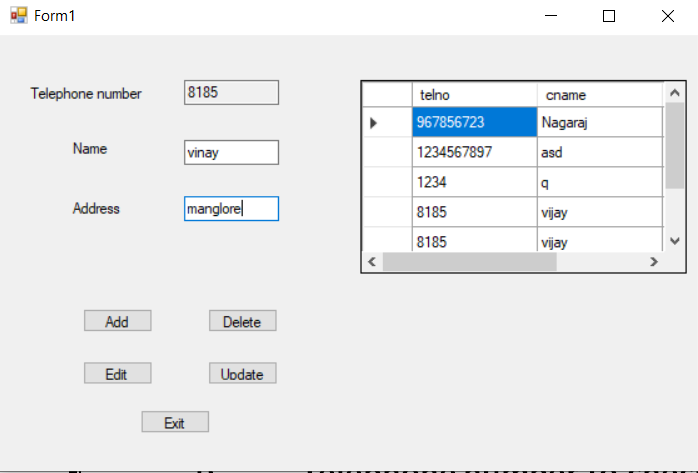 Form1
Telephone number 8185
Name vinay
Address manglore
telno cname
967856723 Nagaraj
1234567897 asd
1234 q
8185 vijay
8185 vijay
Add Delete
Edit Update
Exit